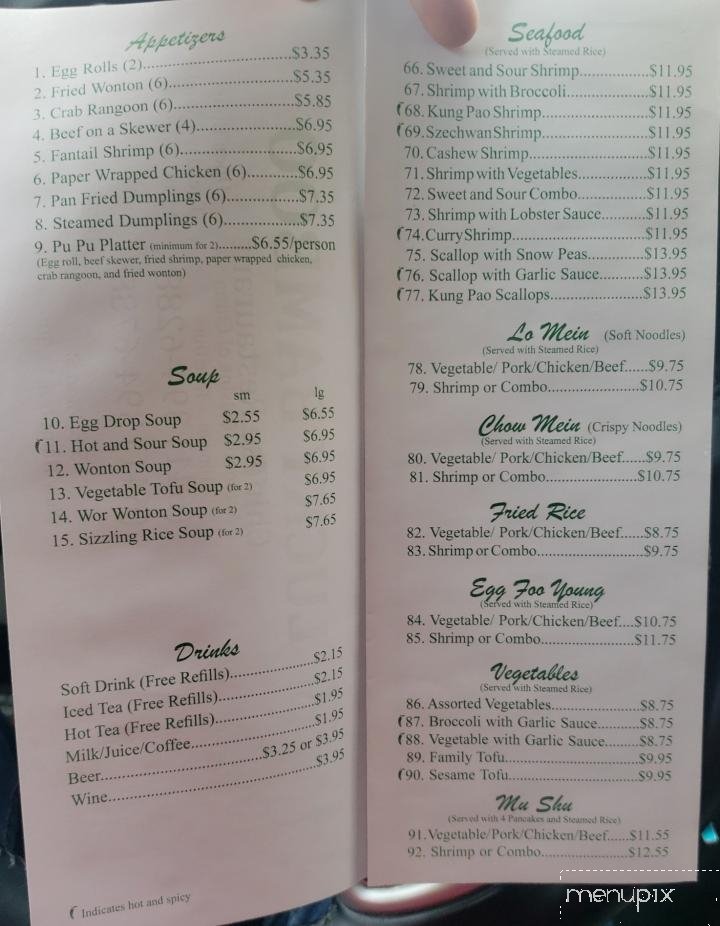 Appetizers
1. Egg Rolls (2)..............................$3.35
2. Fried Wonton (6).........................$5.35
3. Crab Rangoon (6)........................$5.85
4. Beef on a Skewer (4)....................$6.95
5. Fantail Shrimp (6)........................$6.95
6. Paper Wrapped Chicken (6)...........$6.95
7. Pan Fried Dumplings (6)...............$7.35
8. Steamed Dumplings (6)................$7.35
9. Pu Pu Platter (minimum for 2)........$6.55/person
(Egg roll, beef skewer, fried shrimp, paper wrapped chicken,
crab rangoon, and fried wonton)
Soup
sm lg
10. Egg Drop Soup $2.55 $6.55
11. Hot and Sour Soup $2.95 $6.95
12. Wonton Soup $2.95 $6.95
13. Vegetable Tofu Soup (for 2) $6.95
14. Wor Wonton Soup (for 2) $7.65
15. Sizzling Rice Soup (for 2) $7.65
Drinks
Soft Drink (Free Refills)..................$2.15
Iced Tea (Free Refills).....................$2.15
Hot Tea (Free Refills)......................$1.95
Milk/Juice/Coffee..........................$1.95
Beer..............................$3.25 or $3.95
Wine..........................................$3.95
Indicates hot and spicy
Seafood
(Served with Steamed Rice)
66. Sweet and Sour Shrimp..............$11.95
67. Shrimp with Broccoli.................$11.95
68. Kung Pao Shrimp......................$11.95
69. Szechwan Shrimp......................$11.95
70. Cashew Shrimp.........................$11.95
71. Shrimp with Vegetables..............$11.95
72. Sweet and Sour Combo..............$11.95
73. Shrimp with Lobster Sauce.........$11.95
74. Curry Shrimp...........................$11.95
75. Scallop with Snow Peas.............$13.95
76. Scallop with Garlic Sauce..........$13.95
77. Kung Pao Scallops....................$13.95
Lo Mein (Soft Noodles)
(Served with Steamed Rice)
78. Vegetable/ Pork/Chicken/Beef.....$9.75
79. Shrimp or Combo.....................$10.75
Chow Mein (Crispy Noodles)
(Served with Steamed Rice)
80. Vegetable/ Pork/Chicken/Beef.....$9.75
81. Shrimp or Combo.....................$10.75
Fried Rice
82. Vegetable/ Pork/Chicken/Beef.....$8.75
83. Shrimp or Combo......................$9.75
Egg Foo Young
(Served with Steamed Rice)
84. Vegetable/ Pork/Chicken/Beef....$10.75
85. Shrimp or Combo.....................$11.75
Vegetables
(Served with Steamed Rice)
86. Assorted Vegetables...................$8.75
87. Broccoli with Garlic Sauce..........$8.75
88. Vegetable with Garlic Sauce........$8.75
89. Family Tofu..............................$9.95
90. Sesame Tofu.............................$9.95
Mu Shu
(Served with 4 Pancakes and Steamed Rice)
91. Vegetable/Pork/Chicken/Beef.....$11.55
92. Shrimp or Combo.....................$12.55
menupix